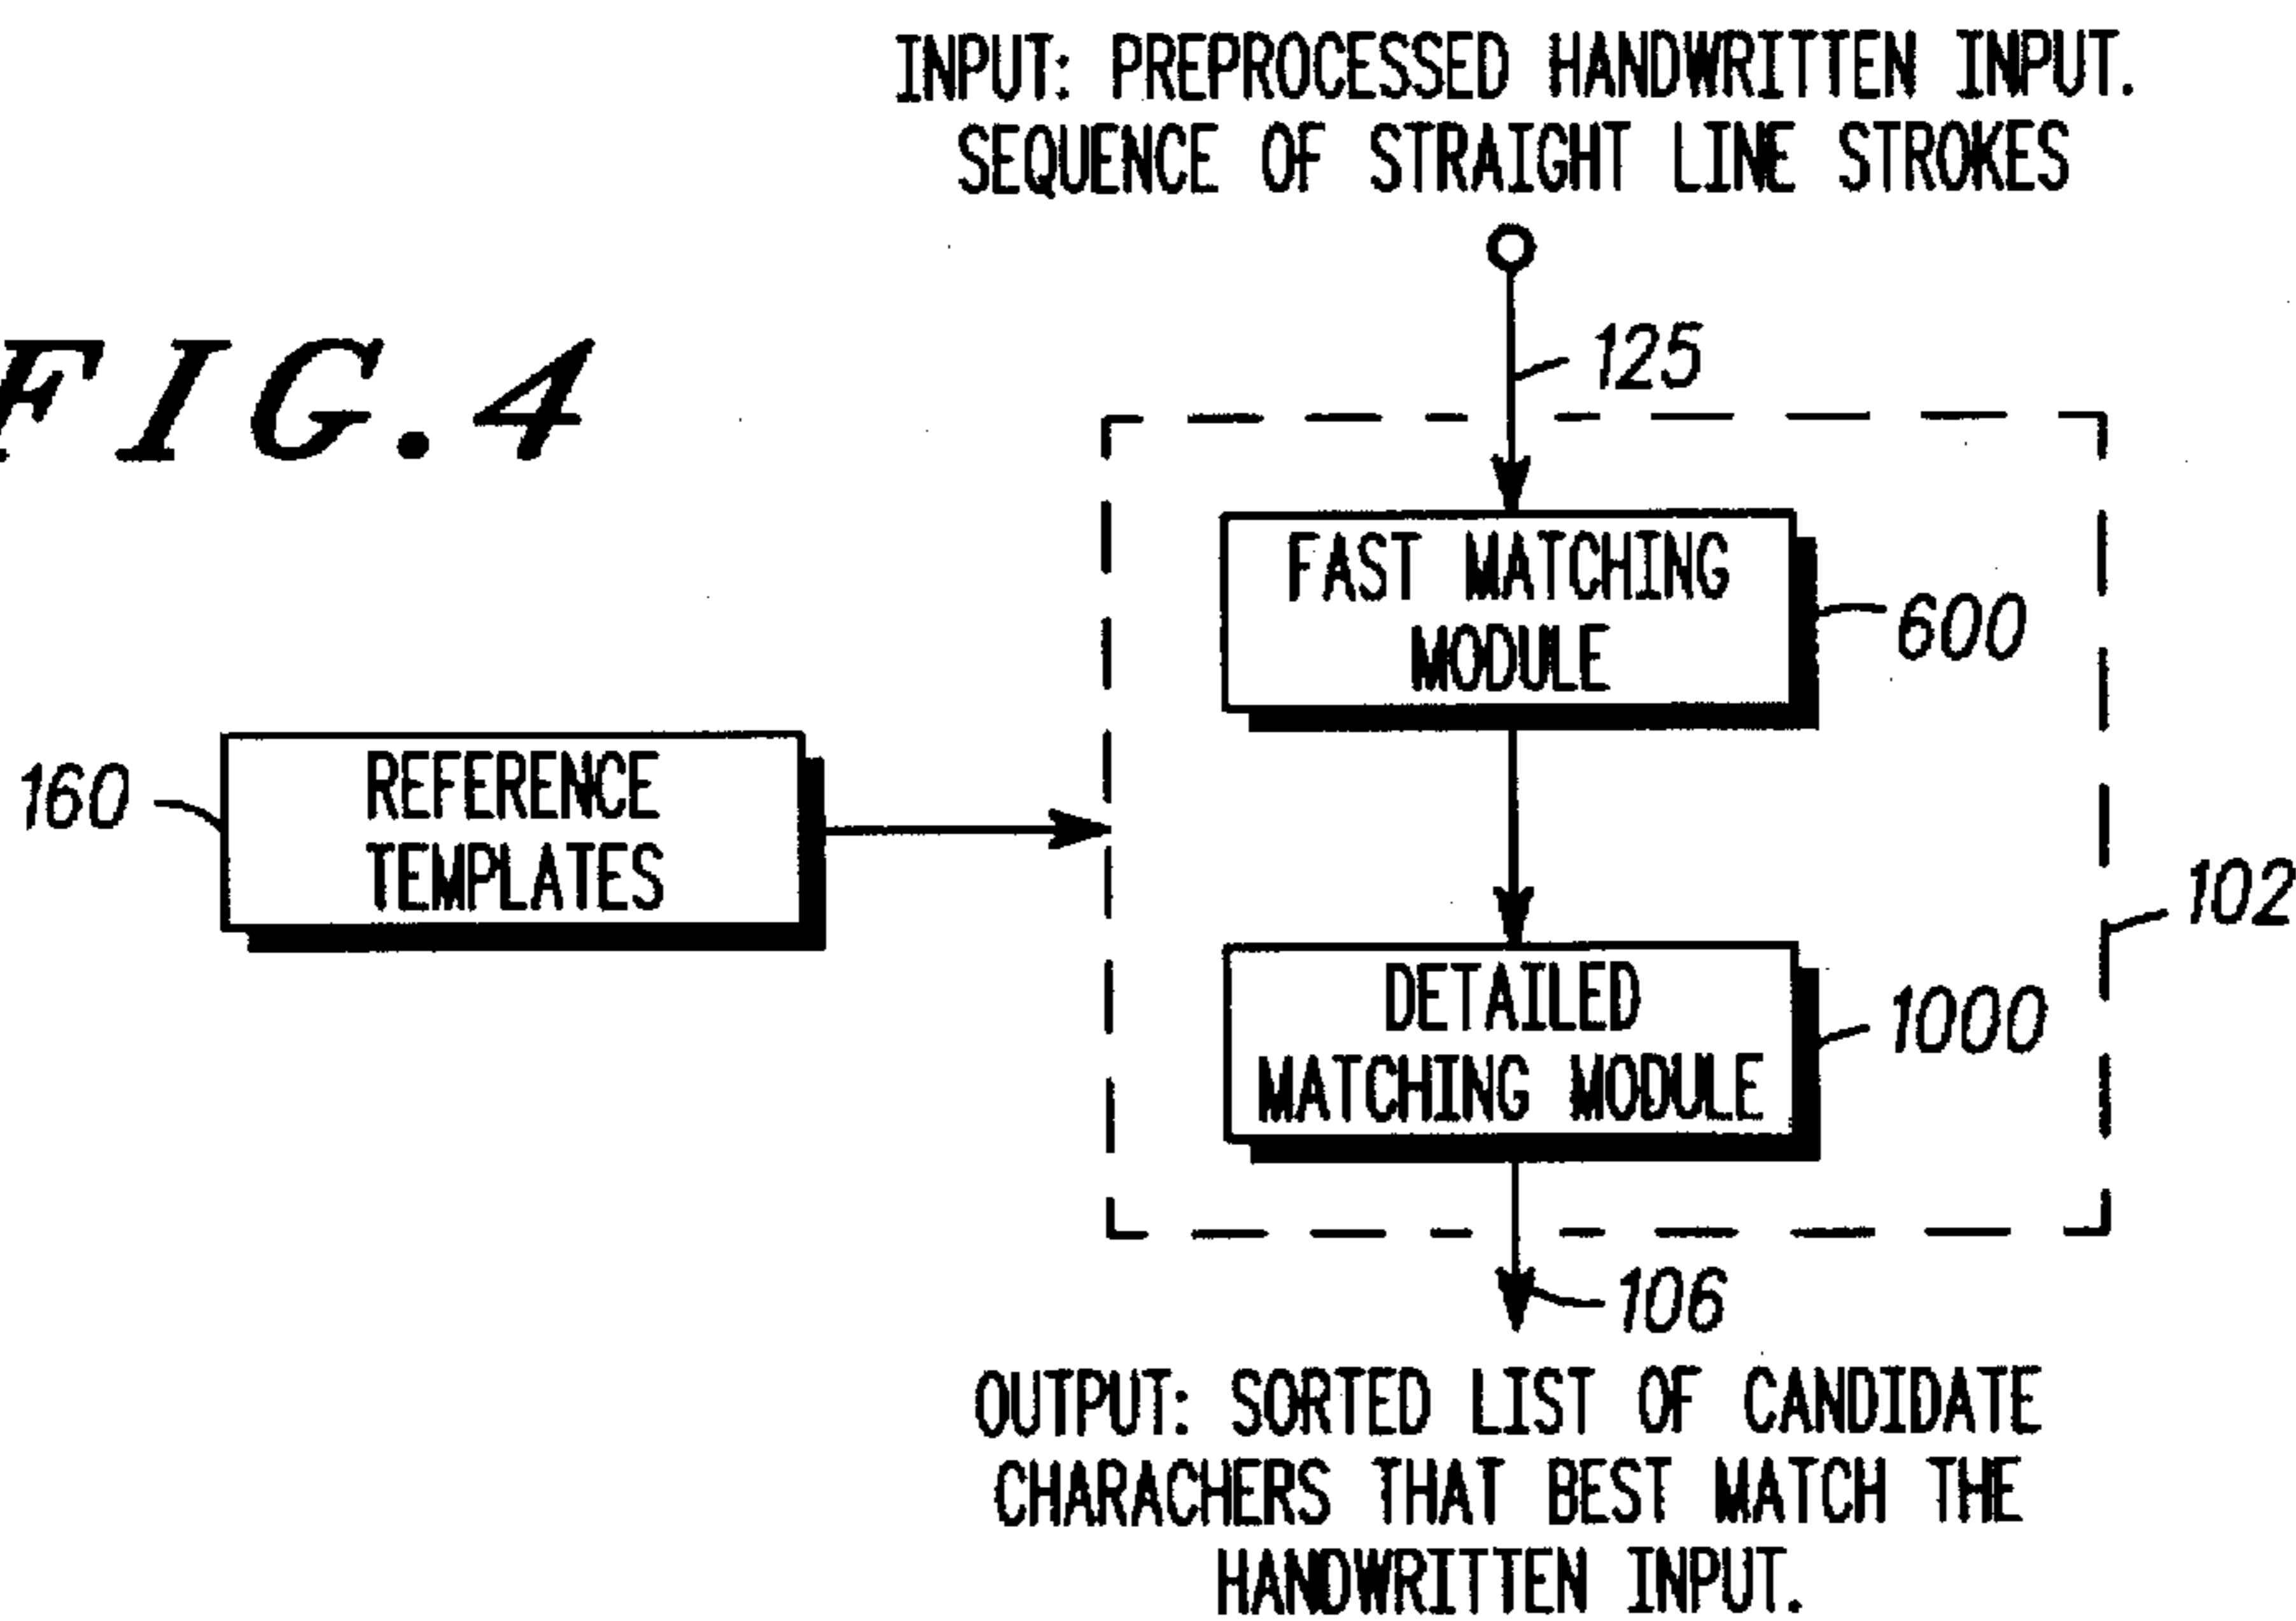 INPUT: PREPROCESSED HANDWRITTEN INPUT.
SEQUENCE OF STRAIGHT LINE STROKES
FIG. 4
125
FAST MATCHING
MODULE
600
REFERENCE
TEMPLATES
160
102
DETAILED
MATCHING MODULE
1000
106
OUTPUT: SORTED LIST OF CANDIDATE
CHARACHERS THAT BEST MATCH THE
HANDWRITTEN INPUT.